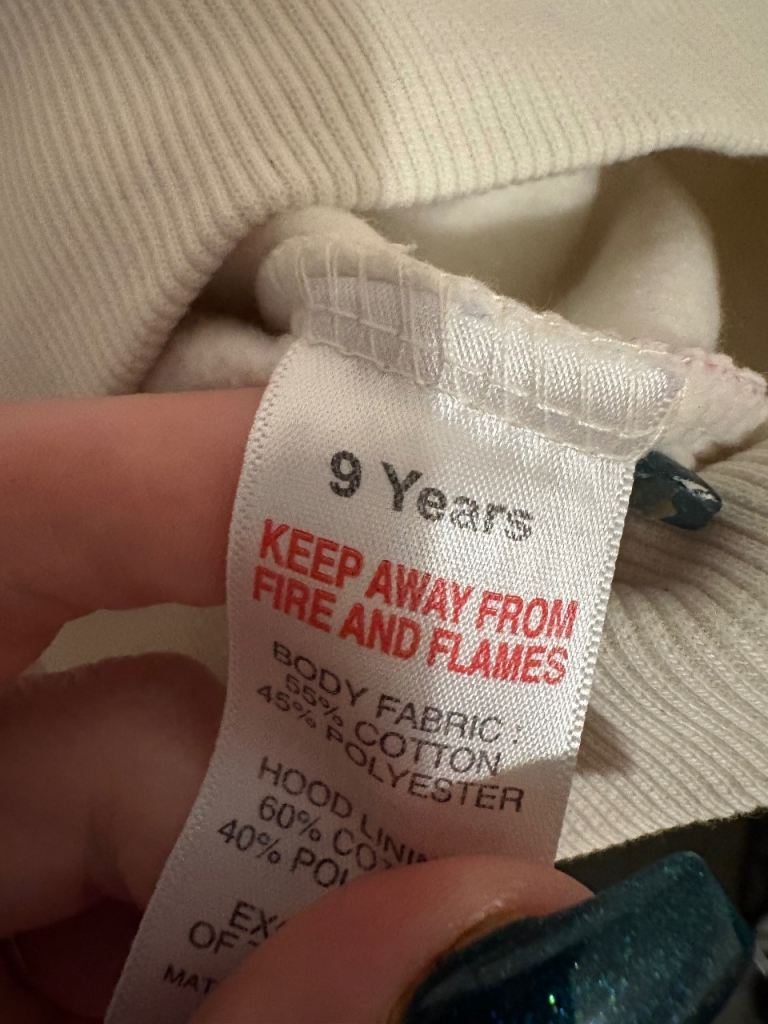 9 Years
KEEP AWAY FROM
FIRE AND FLAMES
BODY FABRIC :
55% COTTON
45% POLYESTER
HOOD
60%
40%